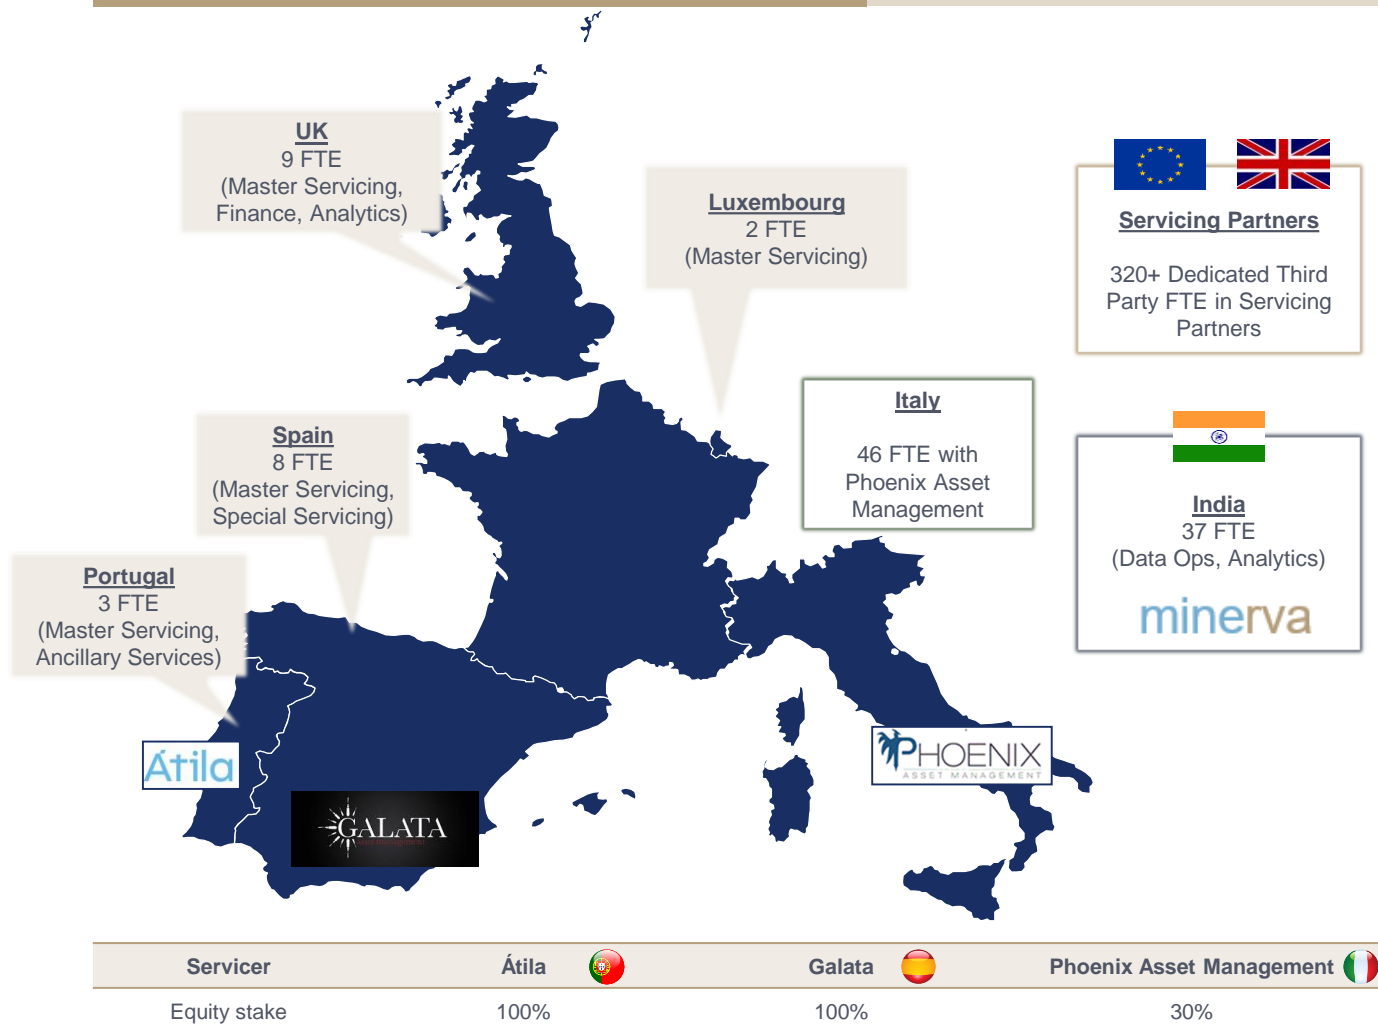 UK
9 FTE
(Master Servicing,
Finance, Analytics)
Luxembourg
2 FTE
(Master Servicing)
Servicing Partners
320+ Dedicated Third
Party FTE in Servicing
Partners
Italy
46 FTE with
Phoenix Asset
Management
Spain
8 FTE
(Master Servicing,
Special Servicing)
India
37 FTE
(Data Ops, Analytics)
minerva
Portugal
3 FTE
(Master Servicing,
Ancillary Services)
Átila
PHOENIX
ASSET MANAGEMENT
GALATA
Servicer Átila Galata Phoenix Asset Management
Equity stake 100% 100% 30%